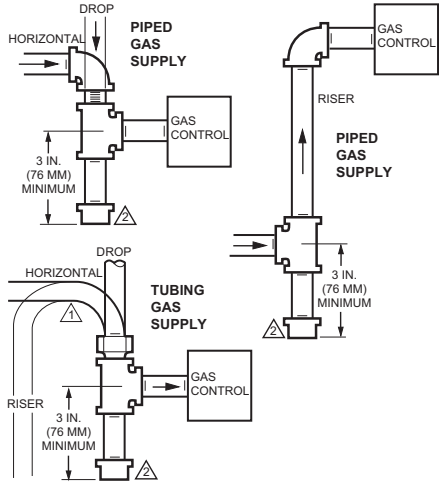 DROP
HORIZONTAL
PIPED
GAS
SUPPLY
GAS
CONTROL
3 IN.
(76 MM)
MINIMUM
2
GAS
CONTROL
RISER
PIPED
GAS
SUPPLY
3 IN.
(76 MM)
MINIMUM
2
DROP
HORIZONTAL
TUBING
GAS
SUPPLY
1
GAS
CONTROL
RISER
3 IN.
(76 MM)
MINIMUM
2